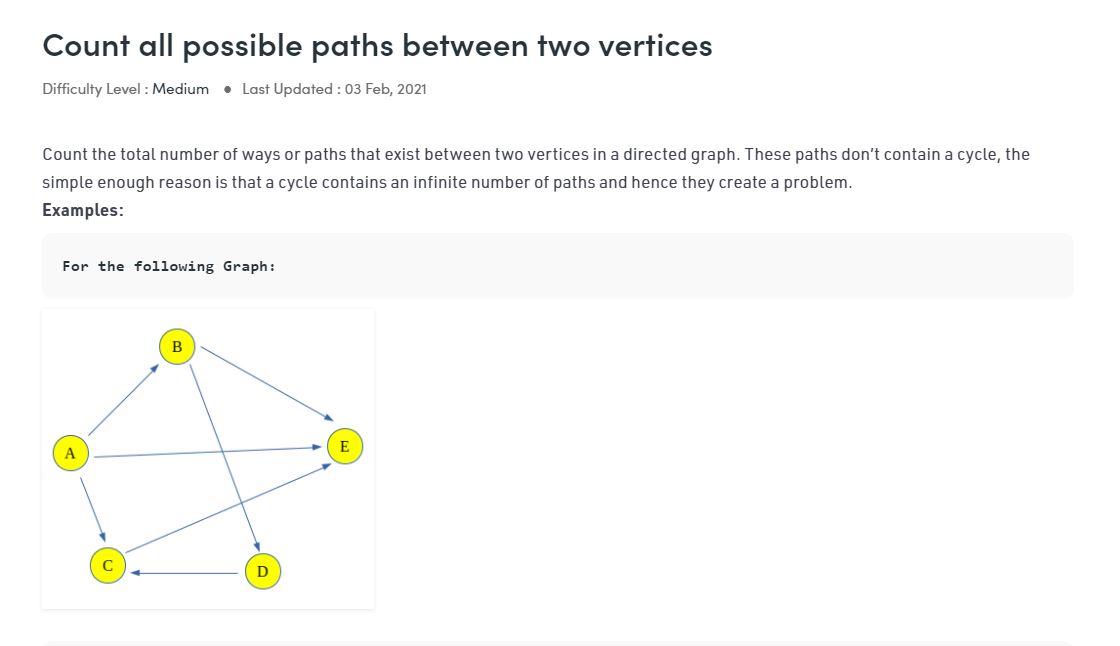 Count all possible paths between two vertices
Difficulty Level : Medium ● Last Updated : 03 Feb, 2021
Count the total number of ways or paths that exist between two vertices in a directed graph. These paths don’t contain a cycle, the
simple enough reason is that a cycle contains an infinite number of paths and hence they create a problem.
Examples:
For the following Graph:
B
A
E
C
D